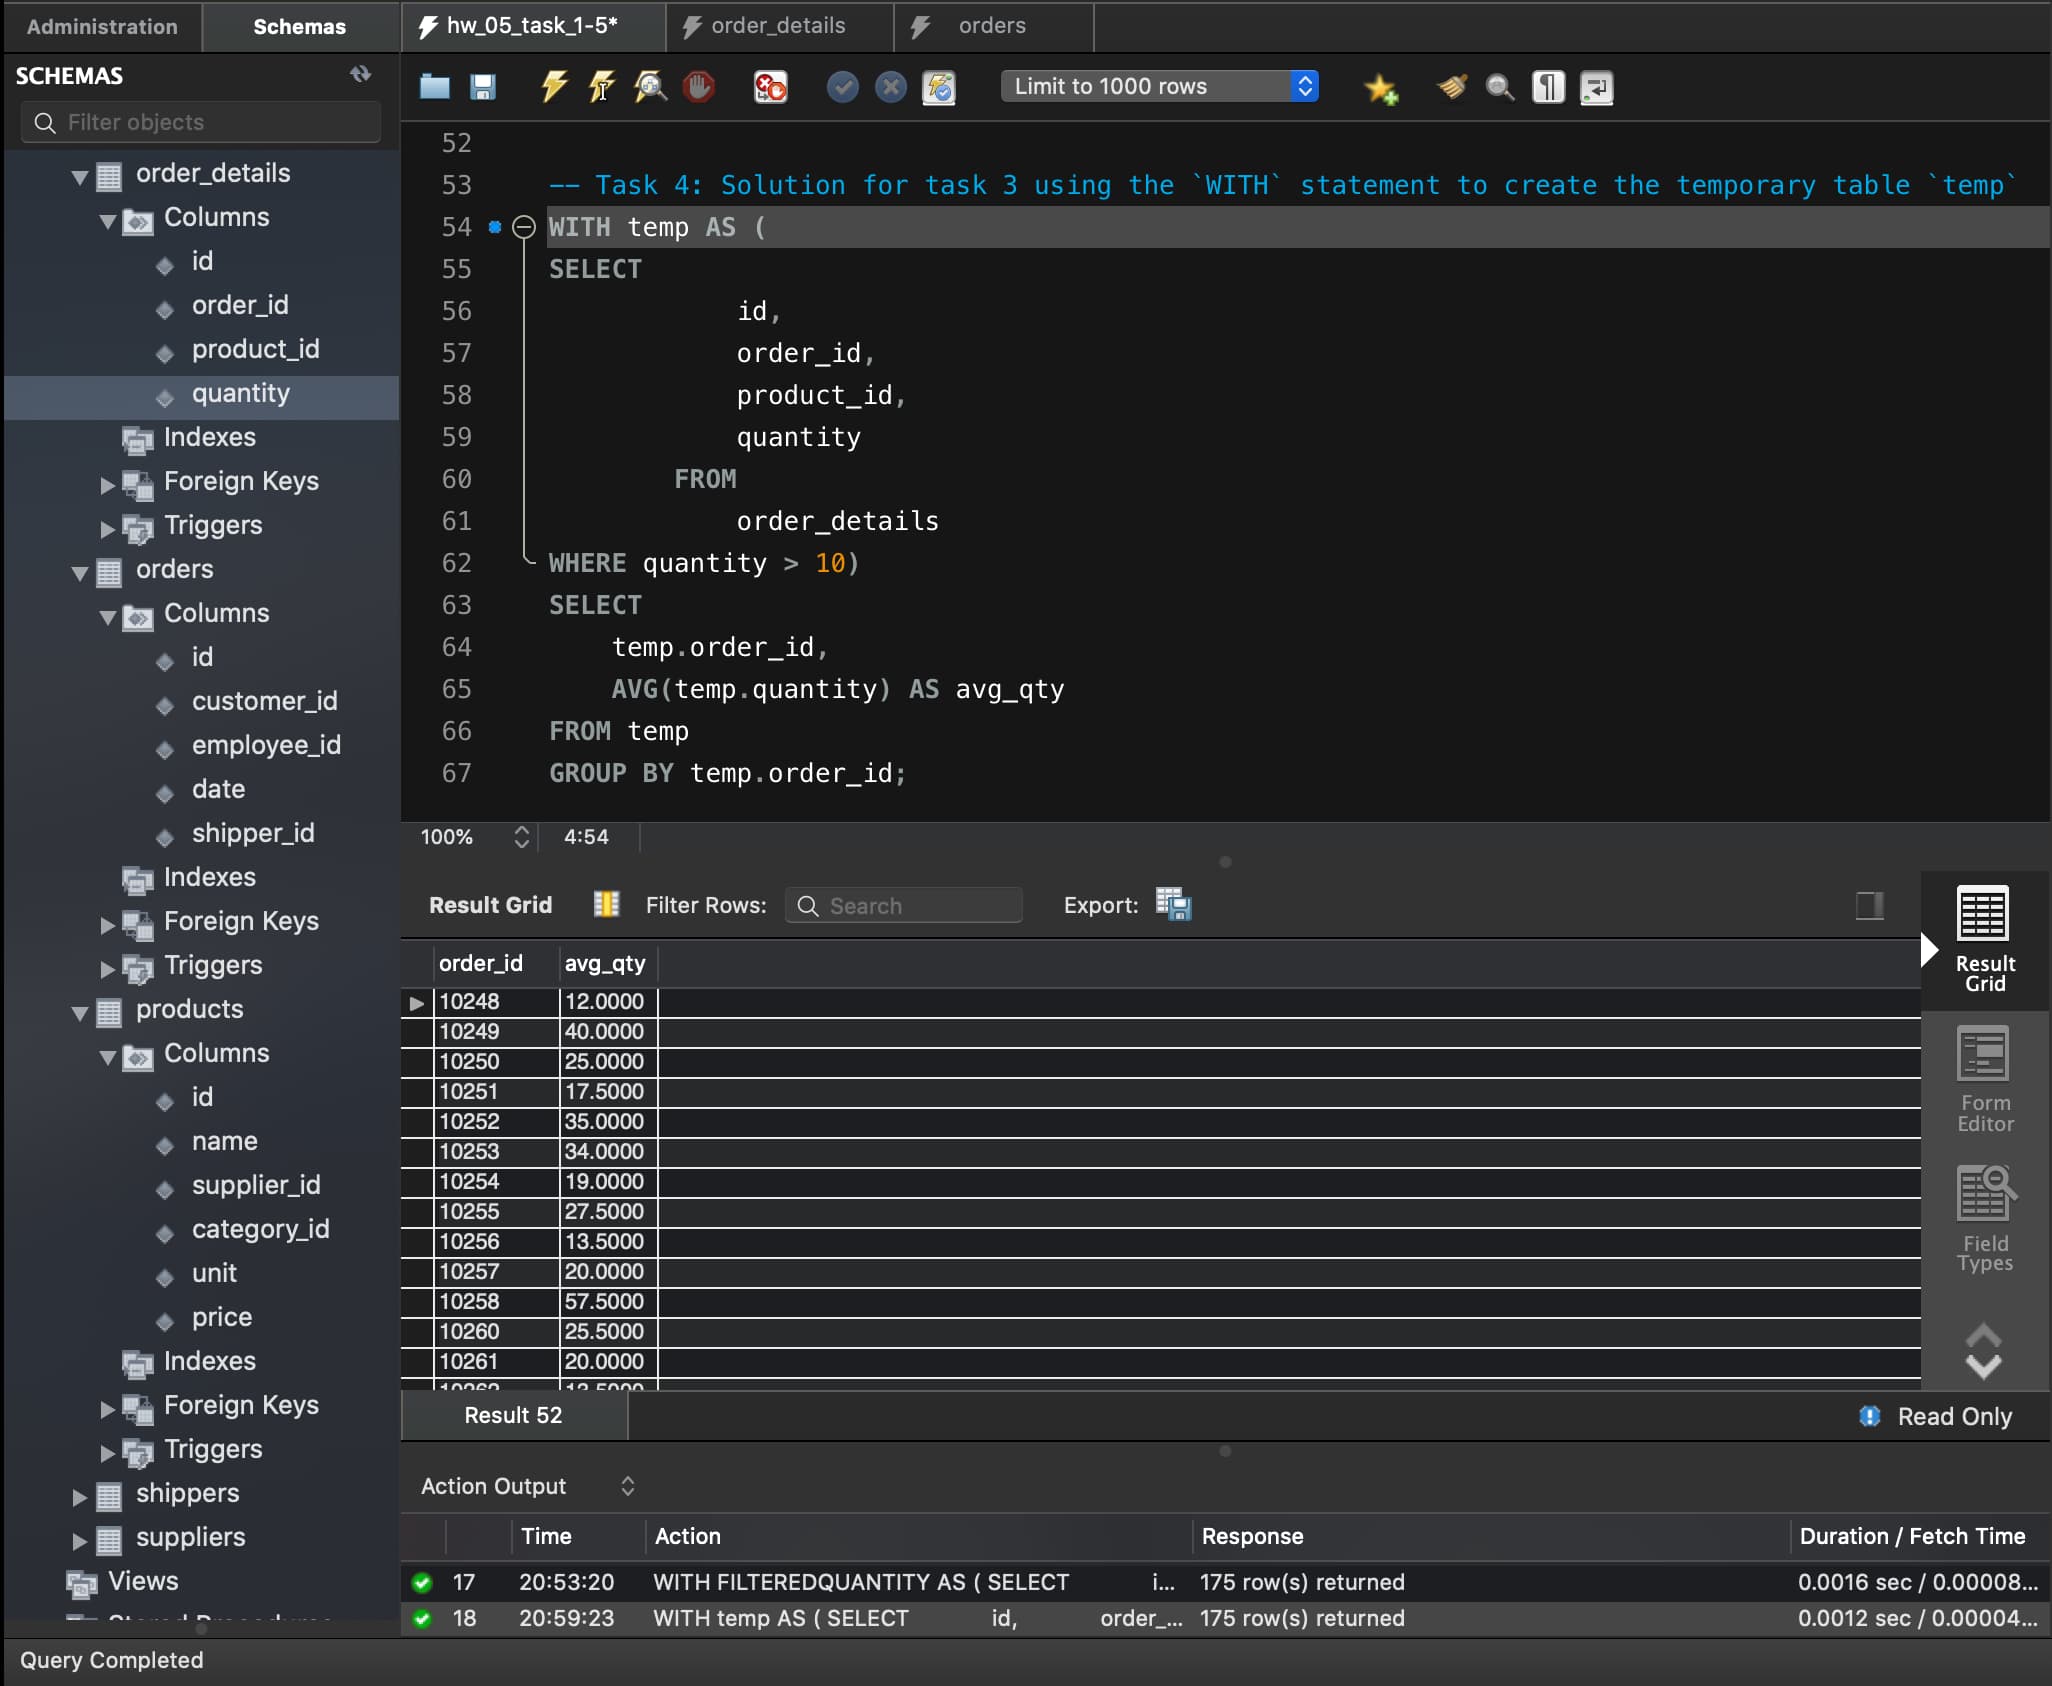 Administration
Schemas
hw_05_task_1-5*
order_details
orders
SCHEMAS
Filter objects
order_details
Columns
id
order_id
product_id
quantity
Indexes
Foreign Keys
Triggers
orders
Columns
id
customer_id
employee_id
date
shipper_id
Indexes
Foreign Keys
Triggers
products
Columns
id
name
supplier_id
category_id
unit
price
Indexes
Foreign Keys
Triggers
shippers
suppliers
Views
Limit to 1000 rows
52
53 -- Task 4: Solution for task 3 using the `WITH` statement to create the temporary table `temp`
54 WITH temp AS (
55 SELECT
56 id,
57 order_id,
58 product_id,
59 quantity
60 FROM
61 order_details
62 WHERE quantity > 10)
63 SELECT
64 temp.order_id,
65 AVG(temp.quantity) AS avg_qty
66 FROM temp
67 GROUP BY temp.order_id;
100% 4:54
Result Grid Filter Rows: Search Export:
order_id avg_qty
10248 12.0000
10249 40.0000
10250 25.0000
10251 17.5000
10252 35.0000
10253 34.0000
10254 19.0000
10255 27.5000
10256 13.5000
10257 20.0000
10258 57.5000
10260 25.5000
10261 20.0000
Result
Grid
Form
Editor
Field
Types
Result 52
Read Only
Action Output
Time Action Response Duration / Fetch Time
17 20:53:20 WITH FILTEREDQUANTITY AS ( SELECT i... 175 row(s) returned 0.0016 sec / 0.00008...
18 20:59:23 WITH temp AS ( SELECT id, order_... 175 row(s) returned 0.0012 sec / 0.00004...
Query Completed